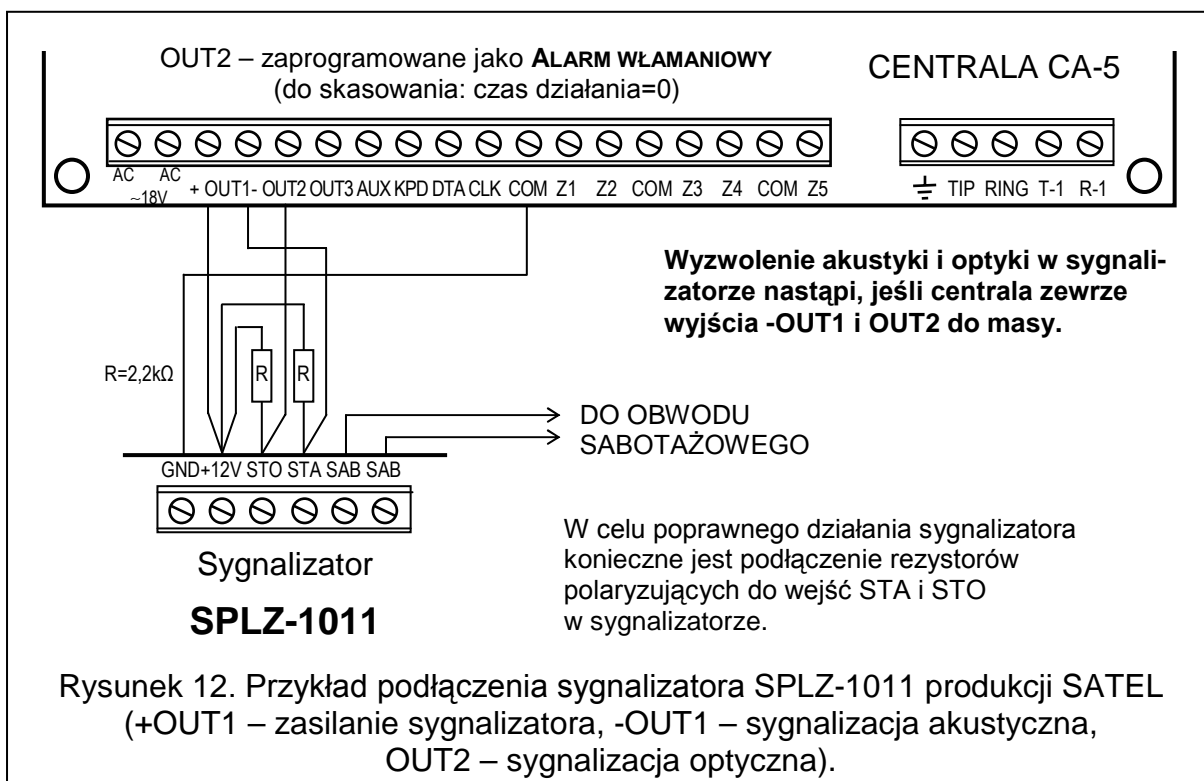 OUT2 – zaprogramowane jako ALARM WŁAMANIOWY
(do skasowania: czas działania=0)
CENTRALA CA-5
AC AC
~18V
+ OUT1- OUT2 OUT3 AUX KPD DTA CLK COM Z1 Z2 COM Z3 Z4 COM Z5
TIP RING T-1 R-1
Wyzwolenie akustyki i optyki w sygnali-
zatorze nastąpi, jeśli centrala zewrze
wyjścia -OUT1 i OUT2 do masy.
R=2,2kΩ
R R
DO OBWODU
SABOTAŻOWEGO
GND+12V STO STA SAB SAB
Sygnalizator
SPLZ-1011
W celu poprawnego działania sygnalizatora
konieczne jest podłączenie rezystorów
polaryzujących do wejść STA i STO
w sygnalizatorze.
Rysunek 12. Przykład podłączenia sygnalizatora SPLZ-1011 produkcji SATEL
(+OUT1 – zasilanie sygnalizatora, -OUT1 – sygnalizacja akustyczna,
OUT2 – sygnalizacja optyczna).